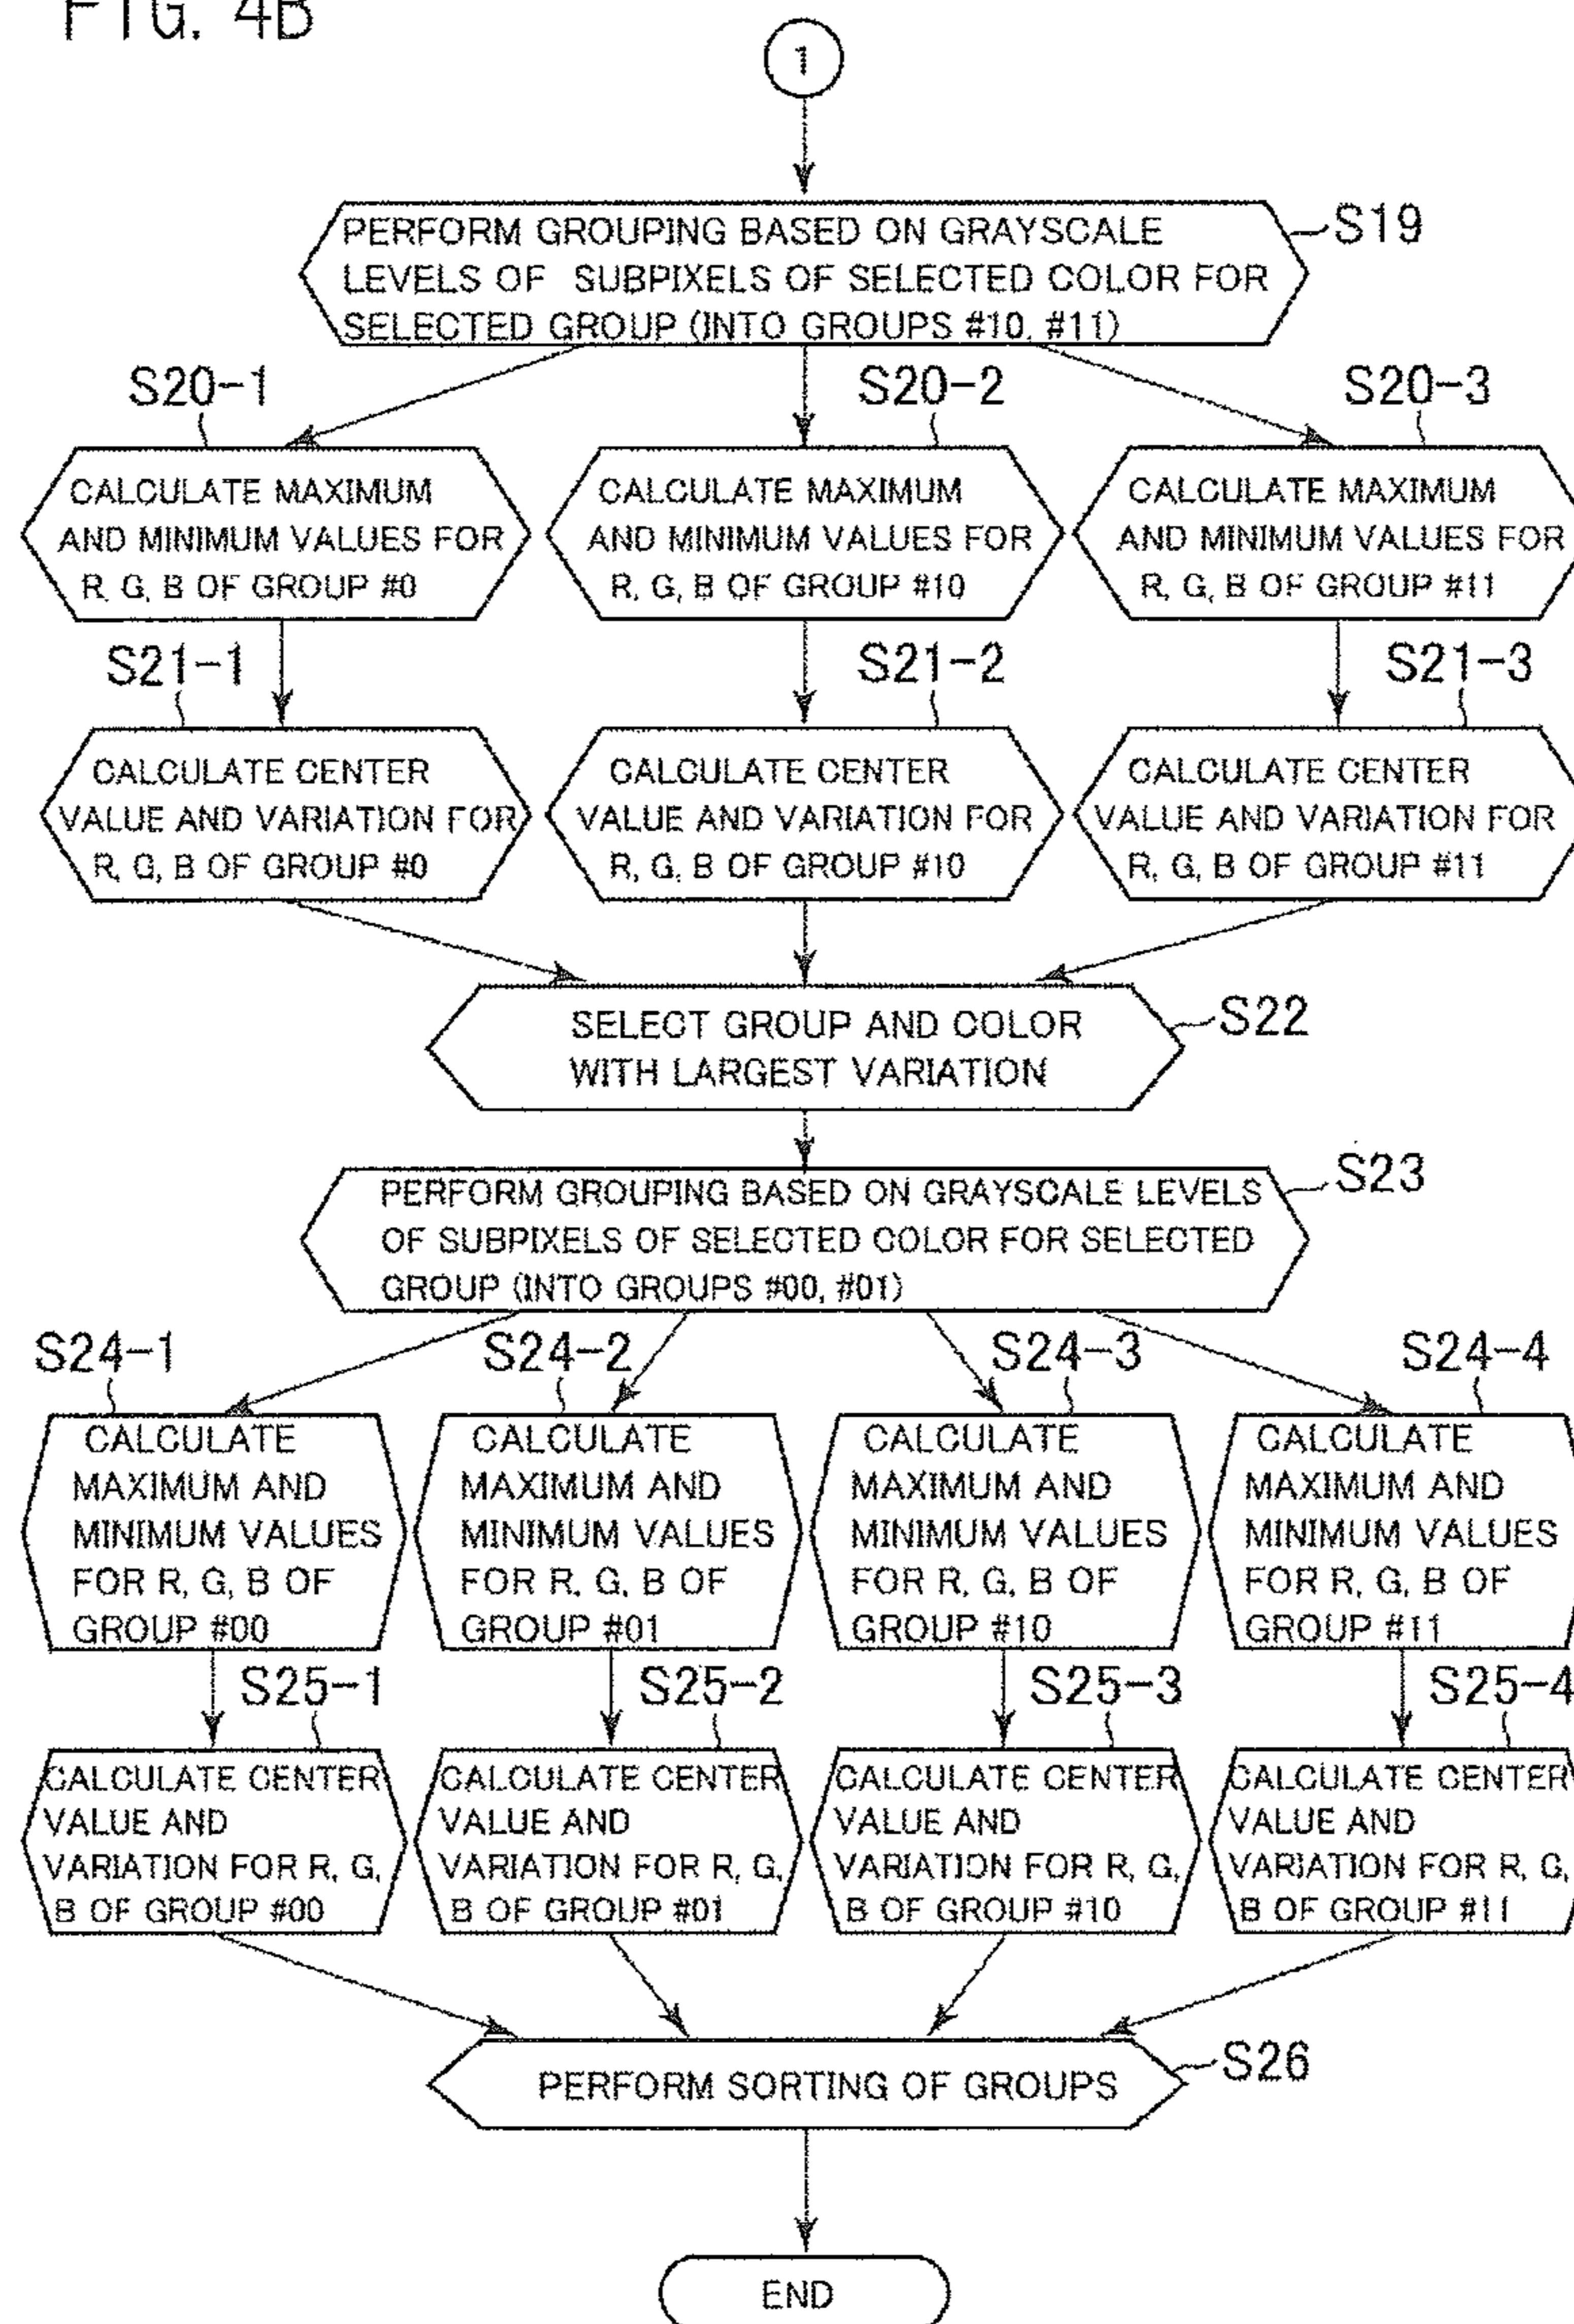 FIG. 4B
1
PERFORM GROUPING BASED ON GRAYSCALE
LEVELS OF SUBPIXELS OF SELECTED COLOR FOR
SELECTED GROUP (INTO GROUPS #10, #11)
S19
S20-1
S20-2
S20-3
CALCULATE MAXIMUM
AND MINIMUM VALUES FOR
R, G, B OF GROUP #0
CALCULATE MAXIMUM
AND MINIMUM VALUES FOR
R, G, B OF GROUP #10
CALCULATE MAXIMUM
AND MINIMUM VALUES FOR
R, G, B OF GROUP #11
S21-1
S21-2
S21-3
CALCULATE CENTER
VALUE AND VARIATION FOR
R, G, B OF GROUP #0
CALCULATE CENTER
VALUE AND VARIATION FOR
R, G, B OF GROUP #10
CALCULATE CENTER
VALUE AND VARIATION FOR
R, G, B OF GROUP #11
SELECT GROUP AND COLOR
WITH LARGEST VARIATION
S22
PERFORM GROUPING BASED ON GRAYSCALE LEVELS
OF SUBPIXELS OF SELECTED COLOR FOR SELECTED
GROUP (INTO GROUPS #00, #01)
S23
S24-1
S24-2
S24-3
S24-4
CALCULATE
MAXIMUM AND
MINIMUM VALUES
FOR R, G, B OF
GROUP #00
CALCULATE
MAXIMUM AND
MINIMUM VALUES
FOR R, G, B OF
GROUP #01
CALCULATE
MAXIMUM AND
MINIMUM VALUES
FOR R, G, B OF
GROUP #10
CALCULATE
MAXIMUM AND
MINIMUM VALUES
FOR R, G, B OF
GROUP #11
S25-1
S25-2
S25-3
S25-4
CALCULATE CENTER
VALUE AND
VARIATION FOR R, G,
B OF GROUP #00
CALCULATE CENTER
VALUE AND
VARIATION FOR R, G,
B OF GROUP #01
CALCULATE CENTER
VALUE AND
VARIATION FOR R, G,
B OF GROUP #10
CALCULATE CENTER
VALUE AND
VARIATION FOR R, G,
B OF GROUP #11
PERFORM SORTING OF GROUPS
S26
END